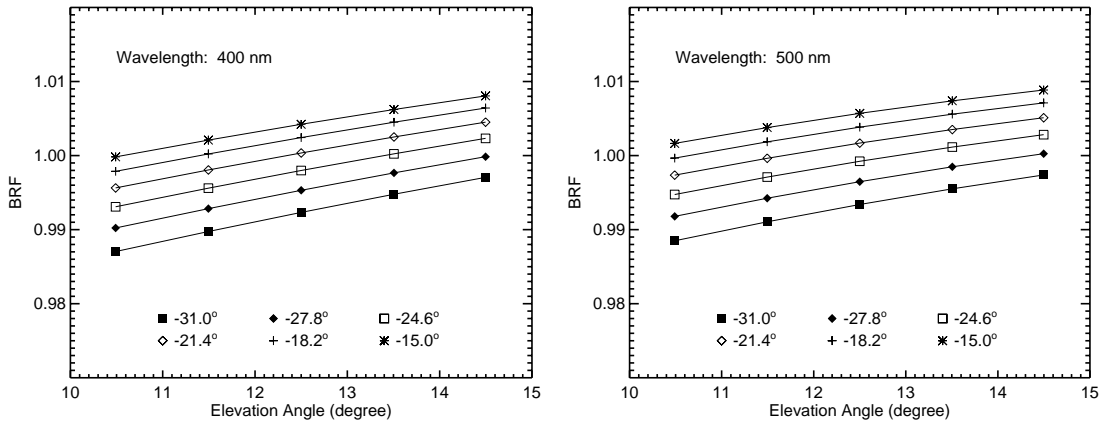 Wavelength: 400 nm
BRF
1.01
1.00
0.99
0.98
-31.0°
-27.8°
-24.6°
-21.4°
-18.2°
-15.0°
10 11 12 13 14 15
Elevation Angle (degree)
Wavelength: 500 nm
BRF
1.01
1.00
0.99
0.98
-31.0°
-27.8°
-24.6°
-21.4°
-18.2°
-15.0°
10 11 12 13 14 15
Elevation Angle (degree)